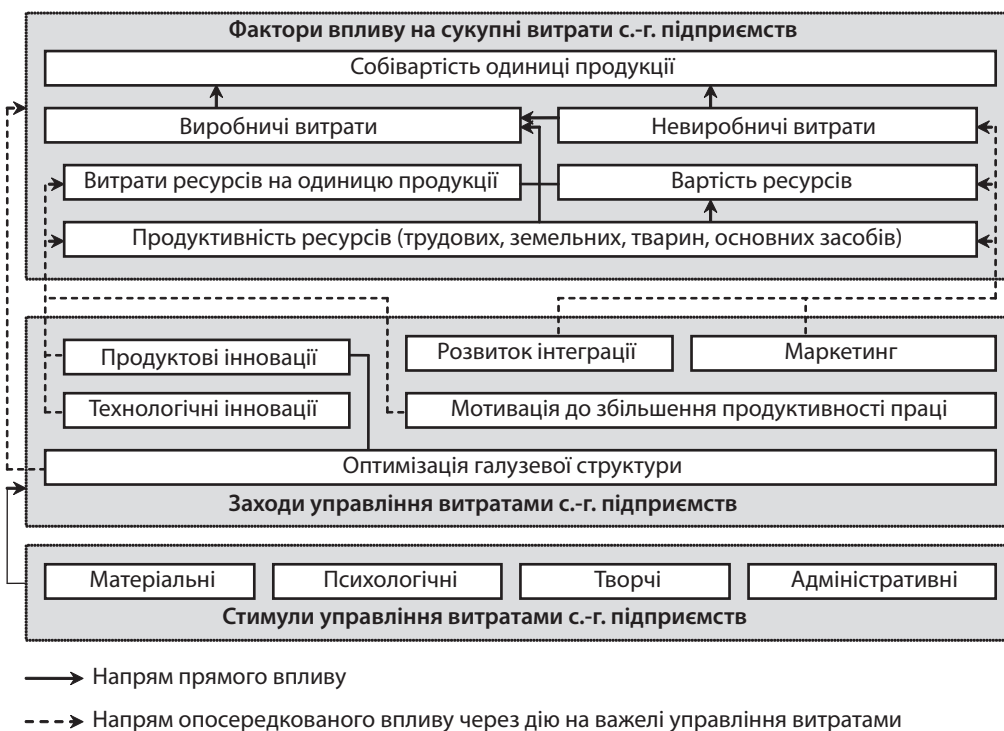 Фактори впливу на сукупні витрати с.-г. підприємств
Собівартість одиниці продукції
Виробничі витрати
Невиробничі витрати
Витрати ресурсів на одиницю продукції
Вартість ресурсів
Продуктивність ресурсів (трудових, земельних, тварин, основних засобів)
Продуктові інновації
Розвиток інтеграції
Маркетинг
Технологічні інновації
Мотивація до збільшення продуктивності праці
Оптимізація галузевої структури
Заходи управління витратами с.-г. підприємств
Матеріальні
Психологічні
Творчі
Адміністративні
Стимули управління витратами с.-г. підприємств
Напрям прямого впливу
Напрям опосередкованого впливу через дію на важелі управління витратами